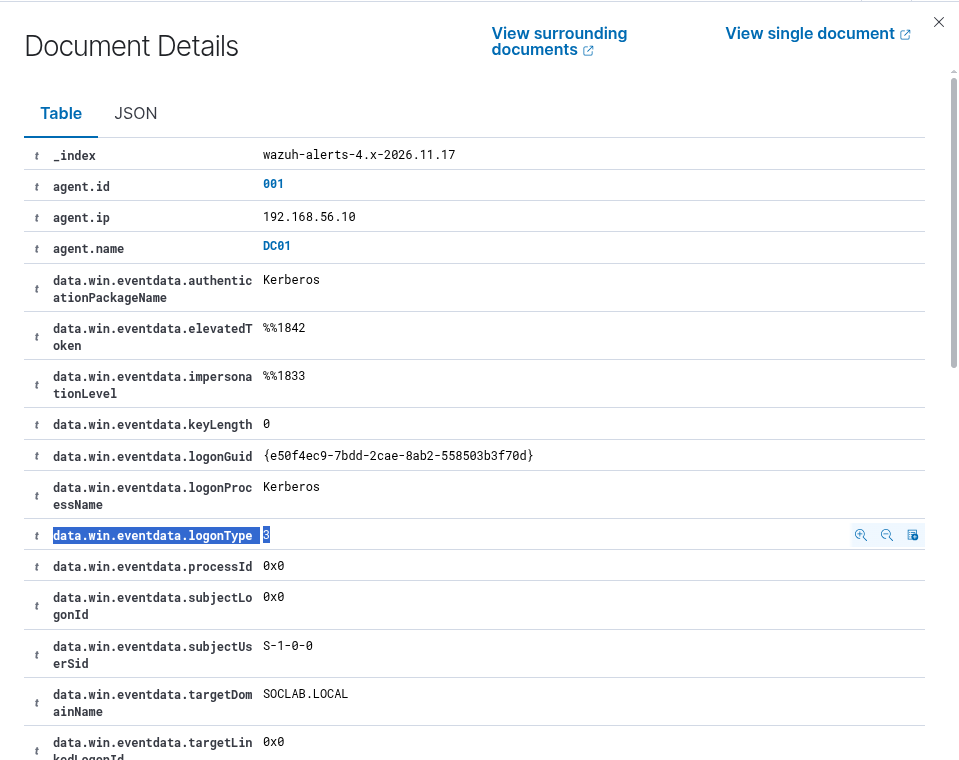 Document Details
View surrounding
documents
View single document
Table
JSON
t _index wazuh-alerts-4.x-2026.11.17
t agent.id 001
t agent.ip 192.168.56.10
t agent.name DC01
t data.win.eventdata.authentic
ationPackageName Kerberos
t data.win.eventdata.elevatedT
oken %%1842
t data.win.eventdata.impersona
tionLevel %%1833
t data.win.eventdata.keyLength 0
t data.win.eventdata.logonGuid {e50f4ec9-7bdd-2cae-8ab2-558503b3f70d}
t data.win.eventdata.logonProc
essName Kerberos
t data.win.eventdata.logonType 3
t data.win.eventdata.processId 0x0
t data.win.eventdata.subjectLo
gonId 0x0
t data.win.eventdata.subjectUs
erSid S-1-0-0
t data.win.eventdata.targetDom
ainName SOCLAB.LOCAL
t data.win.eventdata.targetLin
kedLogonId 0x0